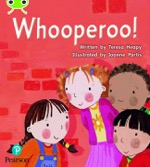 Whooperoo!
Written by Teresa Heapy
Illustrated by Joanne Partis
Pearson